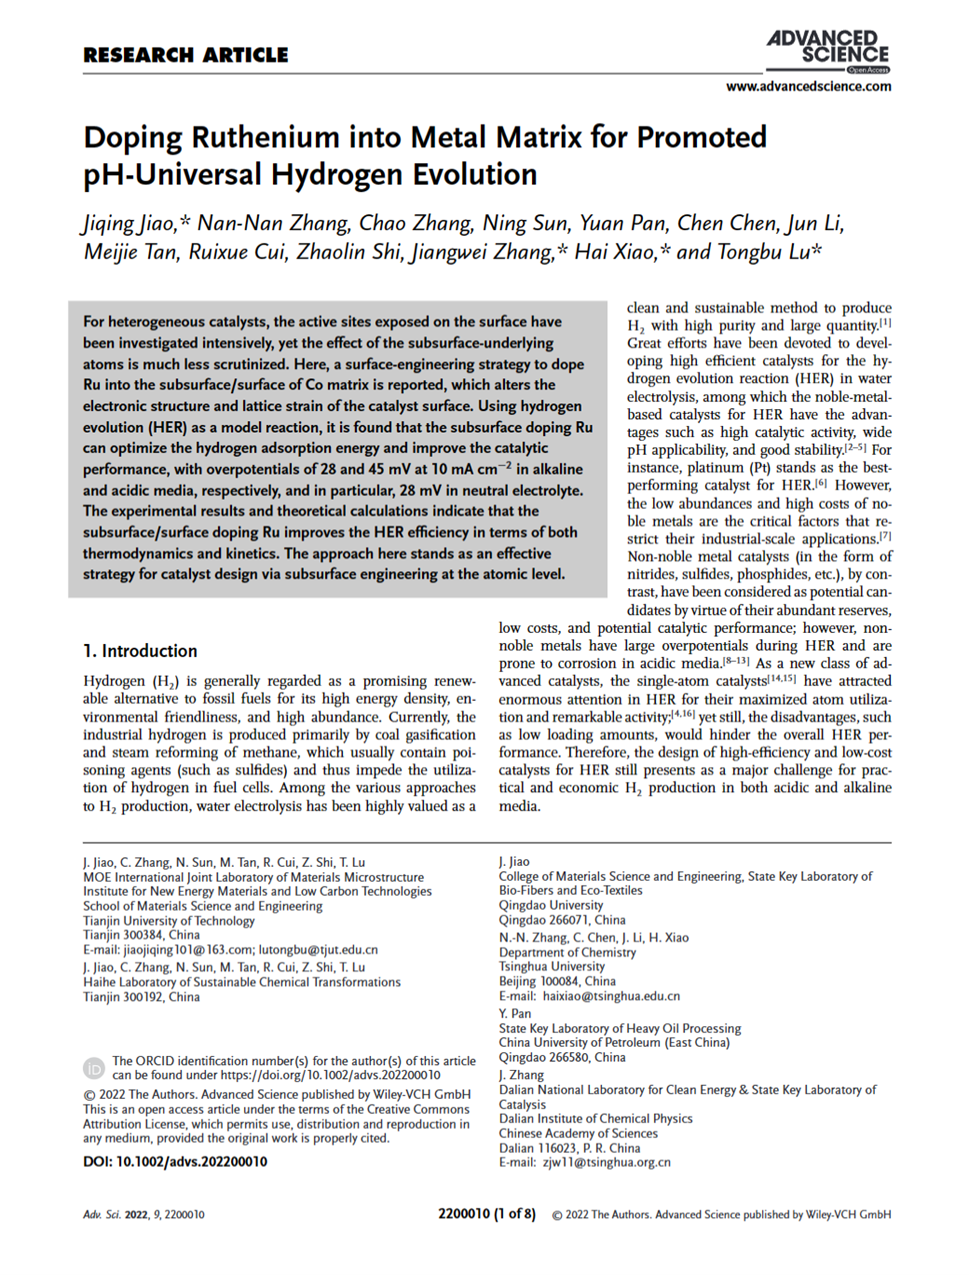 RESEARCH ARTICLE
ADVANCED
SCIENCE
Open Access
www.advancedscience.com
Doping Ruthenium into Metal Matrix for Promoted
pH-Universal Hydrogen Evolution
Jiqing Jiao,* Nan-Nan Zhang, Chao Zhang, Ning Sun, Yuan Pan, Chen Chen, Jun Li,
Meijie Tan, Ruixue Cui, Zhaolin Shi, Jiangwei Zhang,* Hai Xiao,* and Tongbu Lu*
For heterogeneous catalysts, the active sites exposed on the surface have
been investigated intensively, yet the effect of the subsurface-underlying
atoms is much less scrutinized. Here, a surface-engineering strategy to dope
Ru into the subsurface/surface of Co matrix is reported, which alters the
electronic structure and lattice strain of the catalyst surface. Using hydrogen
evolution (HER) as a model reaction, it is found that the subsurface doping Ru
can optimize the hydrogen adsorption energy and improve the catalytic
performance, with overpotentials of 28 and 45 mV at 10 mA cm⁻² in alkaline
and acidic media, respectively, and in particular, 28 mV in neutral electrolyte.
The experimental results and theoretical calculations indicate that the
subsurface/surface doping Ru improves the HER efficiency in terms of both
thermodynamics and kinetics. The approach here stands as an effective
strategy for catalyst design via subsurface engineering at the atomic level.
1. Introduction
Hydrogen (H₂) is generally regarded as a promising renew-
able alternative to fossil fuels for its high energy density, en-
vironmental friendliness, and high abundance. Currently, the
industrial hydrogen is produced primarily by coal gasification
and steam reforming of methane, which usually contain poi-
soning agents (such as sulfides) and thus impede the utiliza-
tion of hydrogen in fuel cells. Among the various approaches
to H₂ production, water electrolysis has been highly valued as a
clean and sustainable method to produce
H₂ with high purity and large quantity.[1]
Great efforts have been devoted to devel-
oping high efficient catalysts for the hy-
drogen evolution reaction (HER) in water
electrolysis, among which the noble-metal-
based catalysts for HER have the advan-
tages such as high catalytic activity, wide
pH applicability, and good stability.[2–5] For
instance, platinum (Pt) stands as the best-
performing catalyst for HER.[6] However,
the low abundances and high costs of no-
ble metals are the critical factors that re-
strict their industrial-scale applications.[7]
Non-noble metal catalysts (in the form of
nitrides, sulfides, phosphides, etc.), by con-
trast, have been considered as potential can-
didates by virtue of their abundant reserves,
low costs, and potential catalytic performance; however, non-
noble metals have large overpotentials during HER and are
prone to corrosion in acidic media.[8–13] As a new class of ad-
vanced catalysts, the single-atom catalysts[14,15] have attracted
enormous attention in HER for their maximized atom utiliza-
tion and remarkable activity;[4,16] yet still, the disadvantages, such
as low loading amounts, would hinder the overall HER per-
formance. Therefore, the design of high-efficiency and low-cost
catalysts for HER still presents as a major challenge for prac-
tical and economic H₂ production in both acidic and alkaline
media.
J. Jiao, C. Zhang, N. Sun, M. Tan, R. Cui, Z. Shi, T. Lu
MOE International Joint Laboratory of Materials Microstructure
Institute for New Energy Materials and Low Carbon Technologies
School of Materials Science and Engineering
Tianjin University of Technology
Tianjin 300384, China
E-mail: jiaojiqing101@163.com; lutongbu@tjut.edu.cn
J. Jiao, C. Zhang, N. Sun, M. Tan, R. Cui, Z. Shi, T. Lu
Haihe Laboratory of Sustainable Chemical Transformations
Tianjin 300192, China
iD
The ORCID identification number(s) for the author(s) of this article
can be found under https://doi.org/10.1002/advs.202200010
© 2022 The Authors. Advanced Science published by Wiley-VCH GmbH
This is an open access article under the terms of the Creative Commons
Attribution License, which permits use, distribution and reproduction in
any medium, provided the original work is properly cited.
DOI: 10.1002/advs.202200010
J. Jiao
College of Materials Science and Engineering, State Key Laboratory of
Bio-Fibers and Eco-Textiles
Qingdao University
Qingdao 266071, China
N.-N. Zhang, C. Chen, J. Li, H. Xiao
Department of Chemistry
Tsinghua University
Beijing 100084, China
E-mail: haixiao@tsinghua.edu.cn
Y. Pan
State Key Laboratory of Heavy Oil Processing
China University of Petroleum (East China)
Qingdao 266580, China
J. Zhang
Dalian National Laboratory for Clean Energy & State Key Laboratory of
Catalysis
Dalian Institute of Chemical Physics
Chinese Academy of Sciences
Dalian 116023, P. R. China
E-mail: zjw11@tsinghua.org.cn
Adv. Sci. 2022, 9, 2200010
2200010 (1 of 8)
© 2022 The Authors. Advanced Science published by Wiley-VCH GmbH